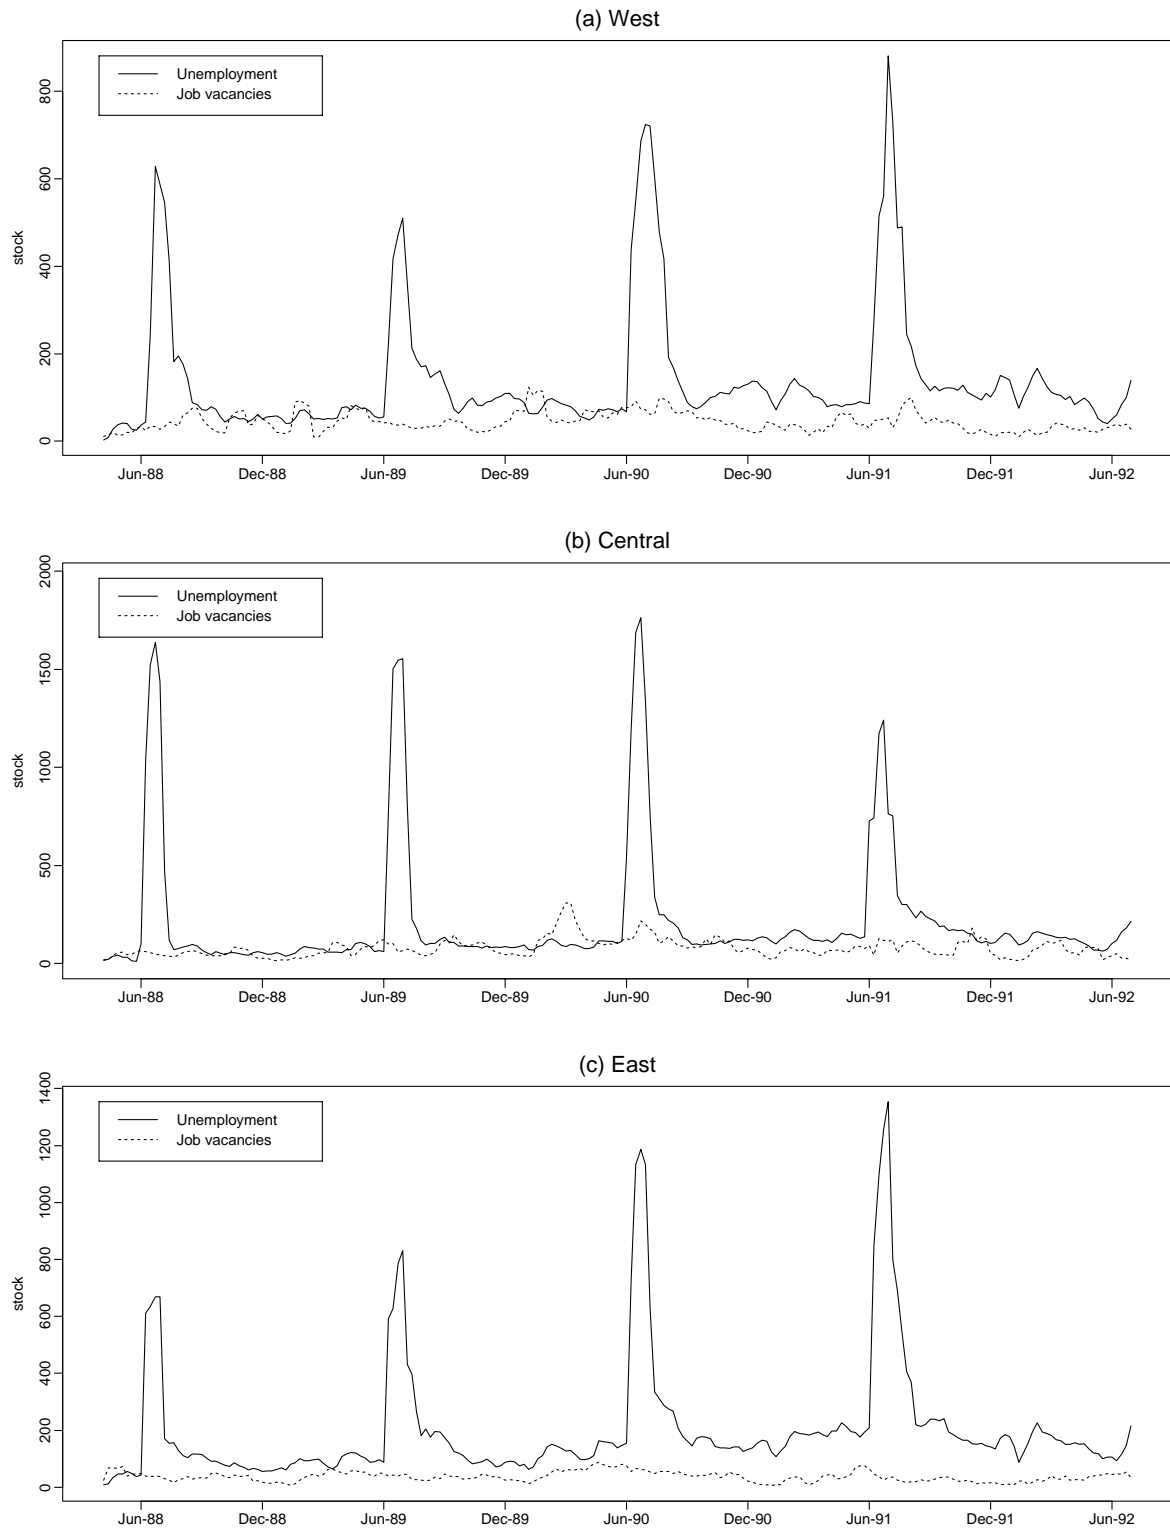 (a) West
Unemployment
Job vacancies
stock
0 200 400 600 800
Jun-88 Dec-88 Jun-89 Dec-89 Jun-90 Dec-90 Jun-91 Dec-91 Jun-92
(b) Central
Unemployment
Job vacancies
stock
0 500 1000 1500 2000
Jun-88 Dec-88 Jun-89 Dec-89 Jun-90 Dec-90 Jun-91 Dec-91 Jun-92
(c) East
Unemployment
Job vacancies
stock
0 200 400 600 800 1000 1200 1400
Jun-88 Dec-88 Jun-89 Dec-89 Jun-90 Dec-90 Jun-91 Dec-91 Jun-92